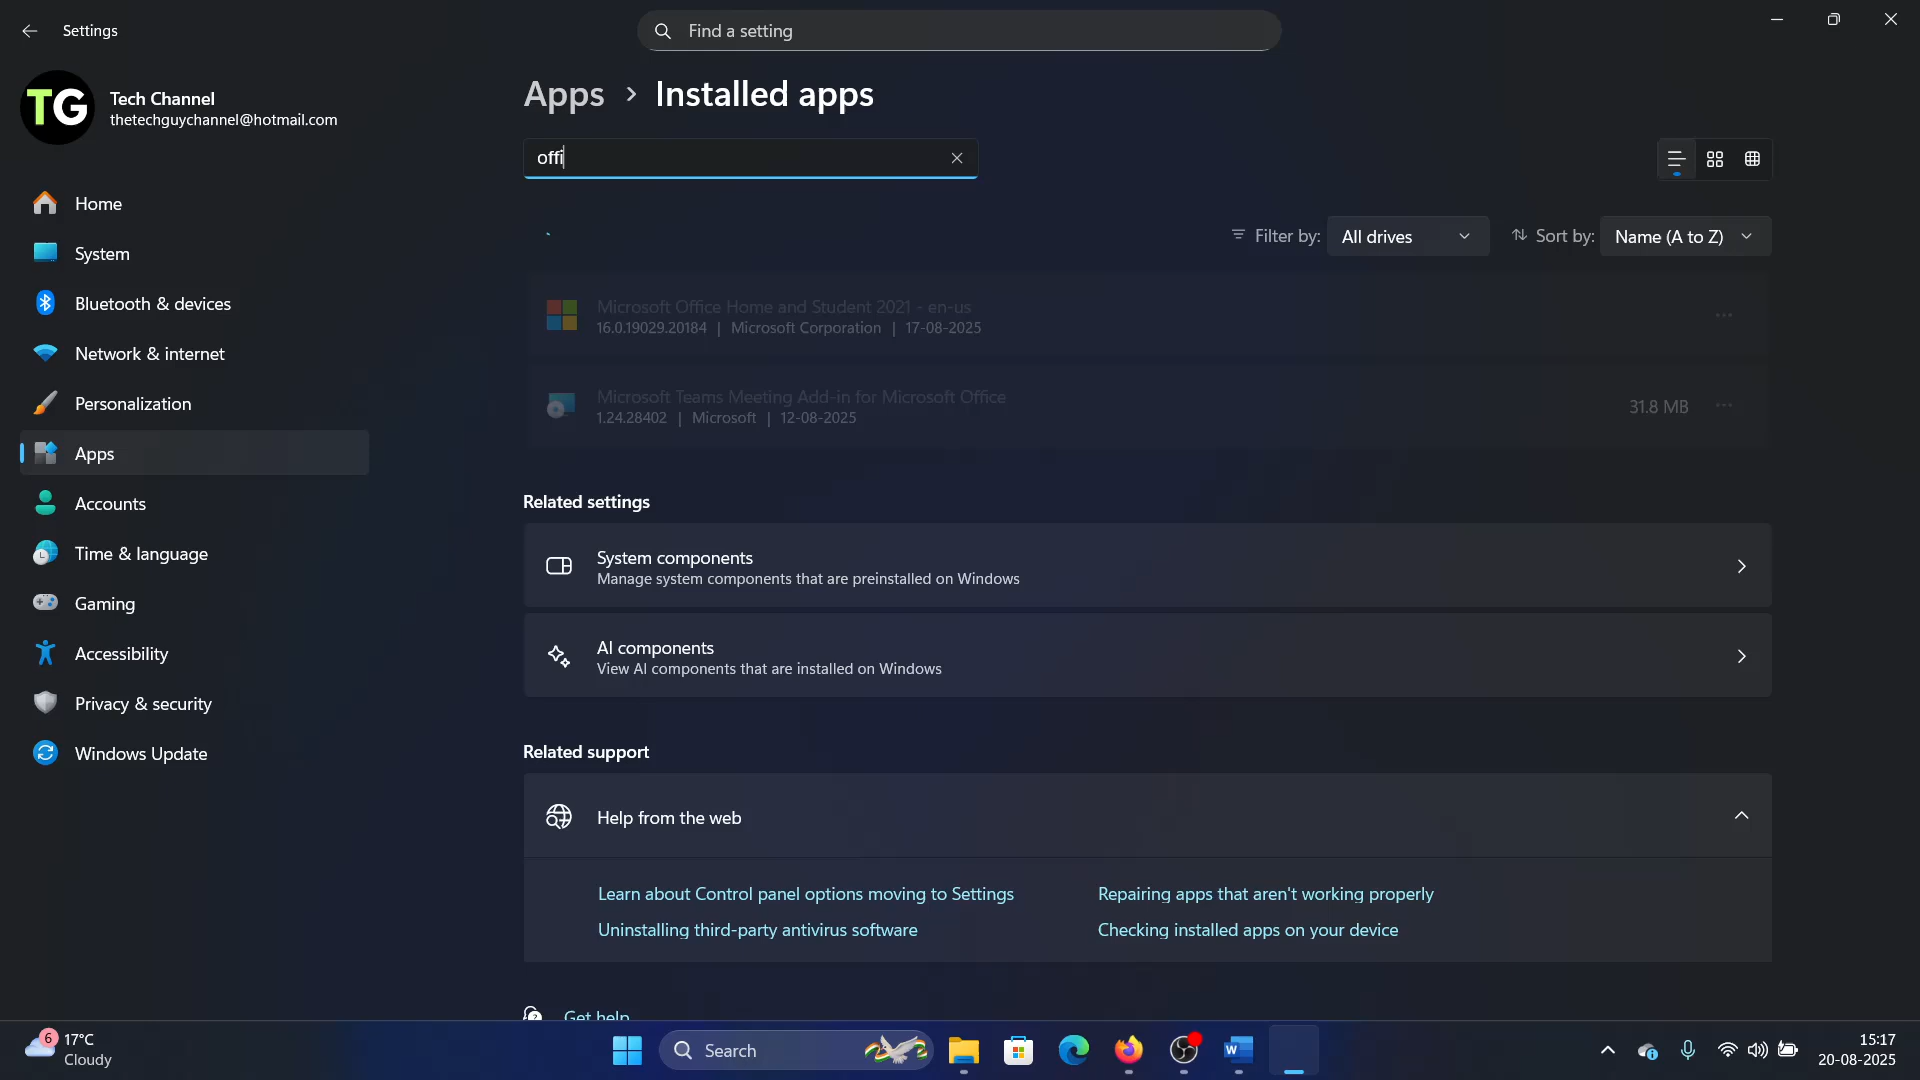 Settings
Find a setting
TG
Tech Channel
thetechguychannel@hotmail.com
Home
System
Bluetooth & devices
Network & internet
Personalization
Apps
Accounts
Time & language
Gaming
Accessibility
Privacy & security
Windows Update
Apps > Installed apps
offi
Filter by: All drives
Sort by: Name (A to Z)
Microsoft Office Home and Student 2021 - en-us
16.0.19029.20184 | Microsoft Corporation | 17-08-2025
Microsoft Teams Meeting Add-in for Microsoft Office
1.24.28402 | Microsoft | 12-08-2025
31.8 MB
Related settings
System components
Manage system components that are preinstalled on Windows
AI components
View AI components that are installed on Windows
Related support
Help from the web
Learn about Control panel options moving to Settings
Repairing apps that aren't working properly
Uninstalling third-party antivirus software
Checking installed apps on your device
Get help
6
17°C
Cloudy
Search
W
15:17
20-08-2025